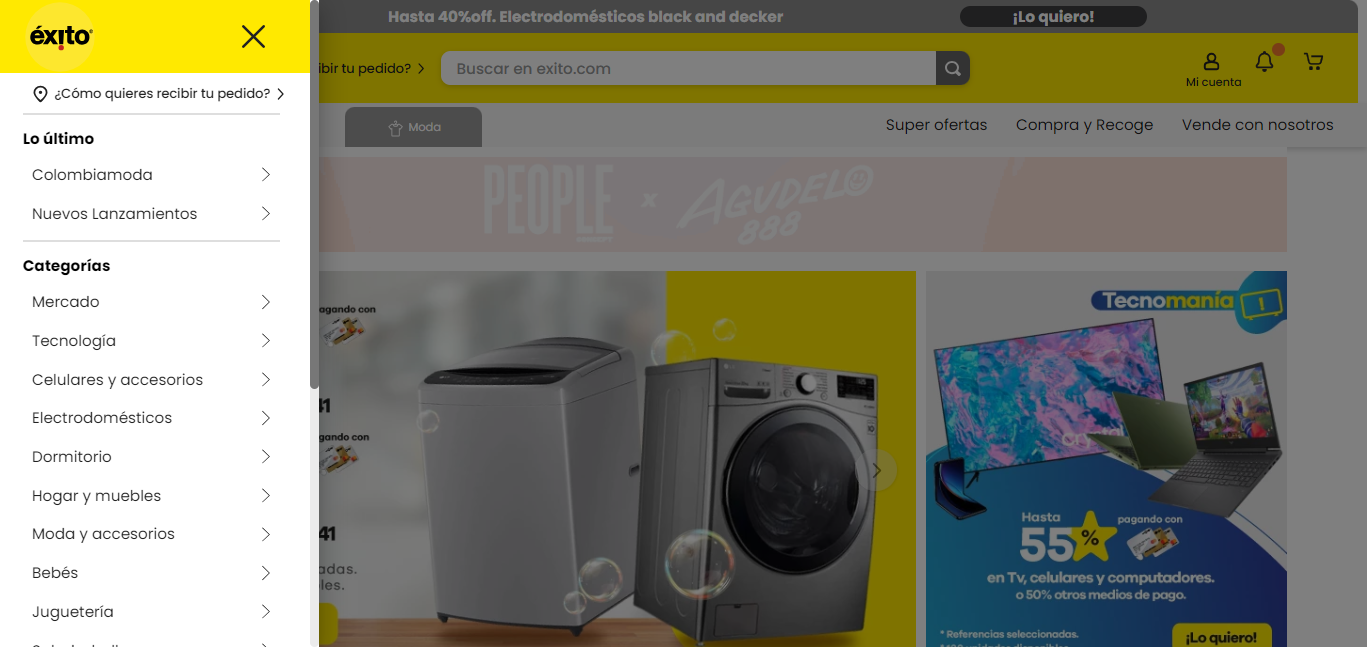 éxito
¿Cómo quieres recibir tu pedido?
Lo último
Colombiamoda
Nuevos Lanzamientos
Categorías
Mercado
Tecnología
Celulares y accesorios
Electrodomésticos
Dormitorio
Hogar y muebles
Moda y accesorios
Bebés
Juguetería
Hasta 40%off. Electrodomésticos black and decker
¡Lo quiero!
ibir tu pedido?
Buscar en exito.com
Mi cuenta
Moda
Super ofertas
Compra y Recoge
Vende con nosotros
PEOPLE x AGUDELO 888
pagando con
41
pagando con
41
adas.
les.
LG
Tecnomanía
Hasta
55%
pagando con
en Tv, celulares y computadores.
o 50% otros medios de pago.
* Referencias seleccionadas.
¡Lo quiero!